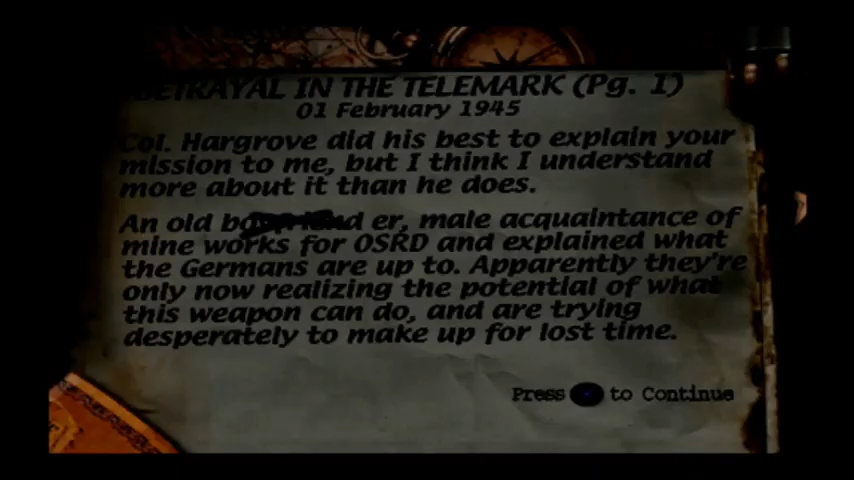 BETRAYAL IN THE TELEMARK (Pg. 1)
01 February 1945
Col. Hargrove did his best to explain your
mission to me, but I think I understand
more about it than he does.
An old boyfriend er, male acquaintance of
mine works for OSRD and explained what
the Germans are up to. Apparently they're
only now realizing the potential of what
this weapon can do, and are trying
desperately to make up for lost time.
Press to Continue